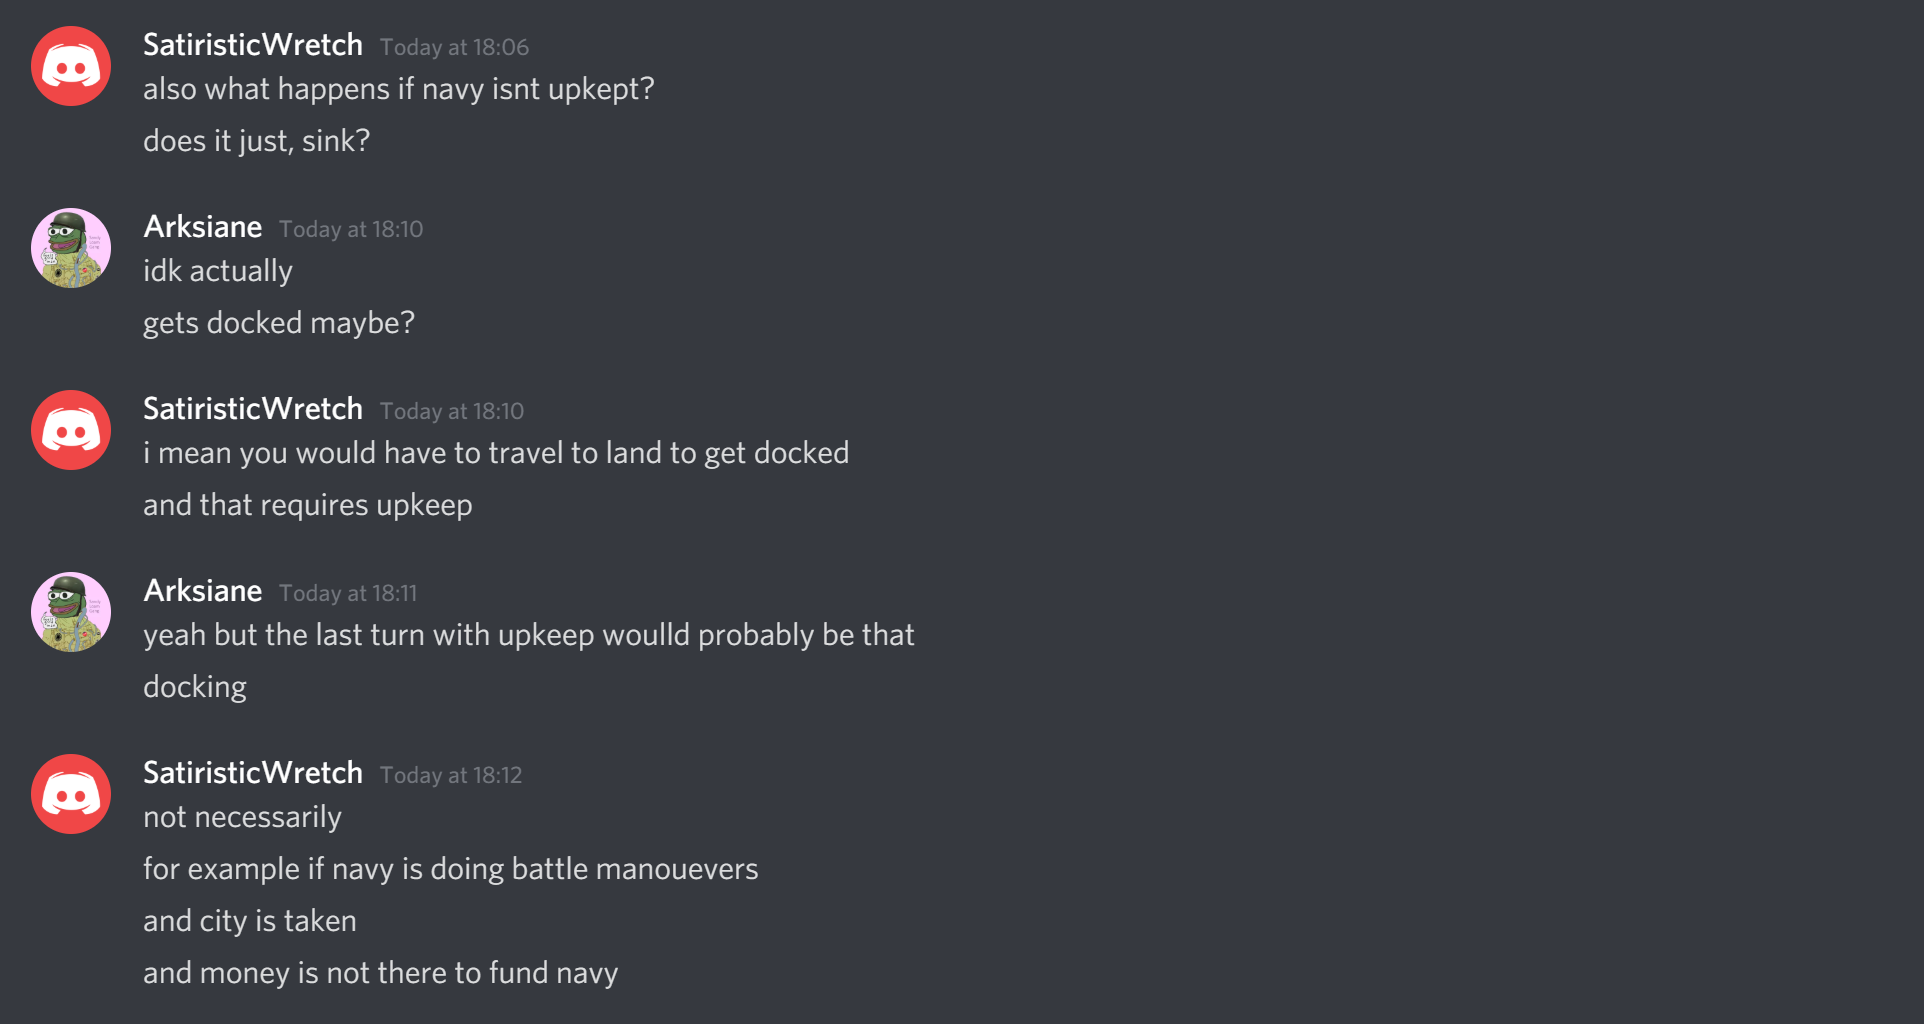 SatiristicWretch Today at 18:06
also what happens if navy isnt upkept?
does it just, sink?
Arksiane Today at 18:10
idk actually
gets docked maybe?
SatiristicWretch Today at 18:10
i mean you would have to travel to land to get docked
and that requires upkeep
Arksiane Today at 18:11
yeah but the last turn with upkeep woulld probably be that
docking
SatiristicWretch Today at 18:12
not necessarily
for example if navy is doing battle manouevers
and city is taken
and money is not there to fund navy